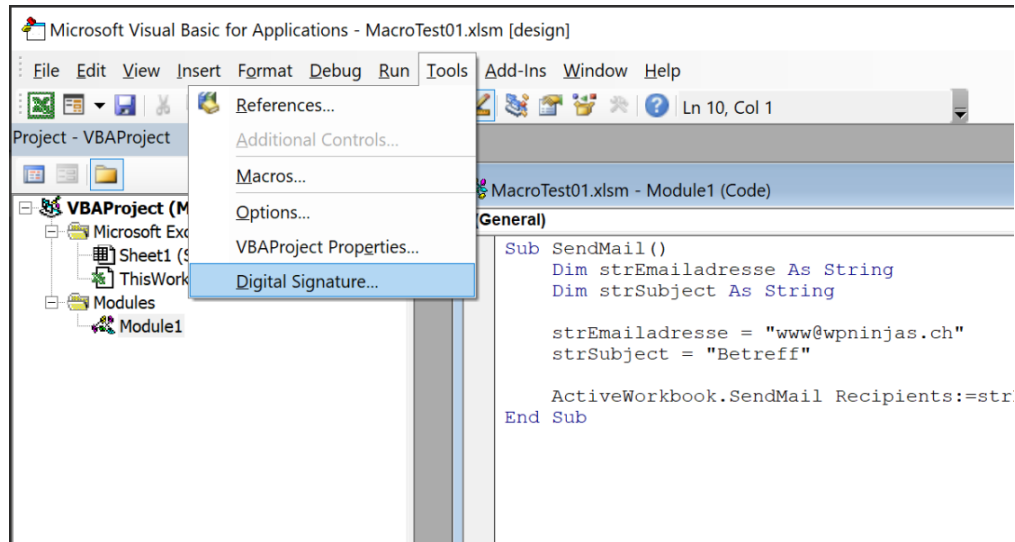 Microsoft Visual Basic for Applications - MacroTest01.xlsm [design]
File Edit View Insert Format Debug Run Tools Add-Ins Window Help
Ln 10, Col 1
Project - VBAProject
VBAProject (M
Microsoft Exc
Sheet1 (S
ThisWork
Modules
Module1
References...
Additional Controls...
Macros...
Options...
VBAProject Properties...
Digital Signature...
MacroTest01.xlsm - Module1 (Code)
(General)
Sub SendMail()
Dim strEmailadresse As String
Dim strSubject As String
strEmailadresse = "www@wpninjas.ch"
strSubject = "Betreff"
ActiveWorkbook.SendMail Recipients:=str
End Sub